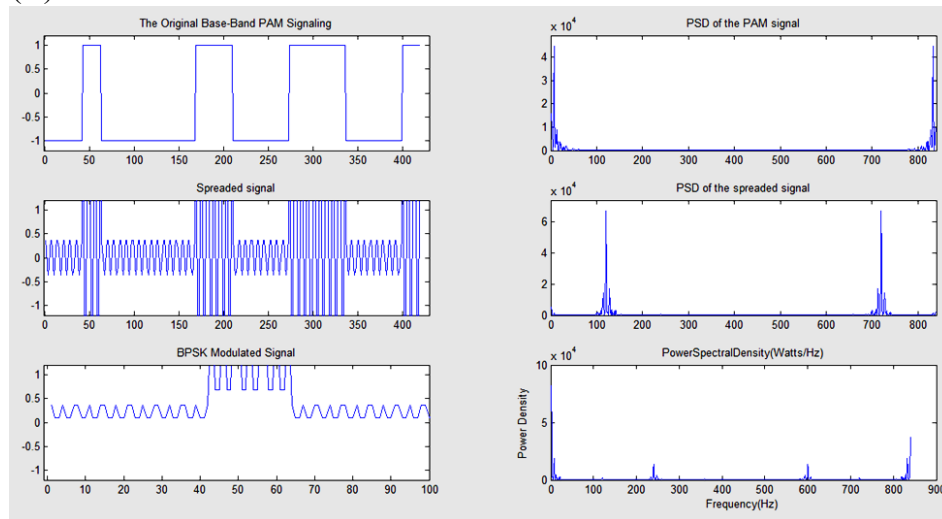 The Original Base-Band PAM Signaling
1
0.5
0
-0.5
-1
0 50 100 150 200 250 300 350 400
PSD of the PAM signal
x 10^4
4
3
2
1
0
0 100 200 300 400 500 600 700 800
Spreaded signal
1
0.5
0
-0.5
-1
0 50 100 150 200 250 300 350 400
PSD of the spreaded signal
x 10^4
6
4
2
0
0 100 200 300 400 500 600 700 800
BPSK Modulated Signal
1
0.5
0
-0.5
-1
0 10 20 30 40 50 60 70 80 90 100
PowerSpectralDensity(Watts/Hz)
x 10^4
10
5
0
Power Density
0 100 200 300 400 500 600 700 800 900
Frequency(Hz)